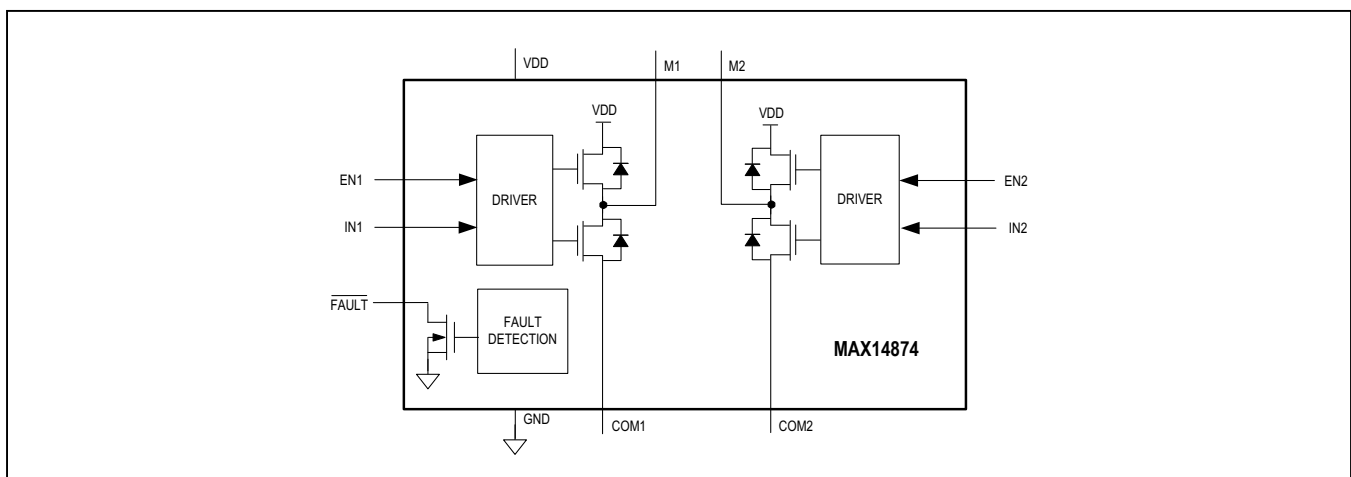 VDD
M1
M2
VDD
VDD
EN1
IN1
DRIVER
DRIVER
EN2
IN2
FAULT
FAULT
DETECTION
MAX14874
GND
COM1
COM2